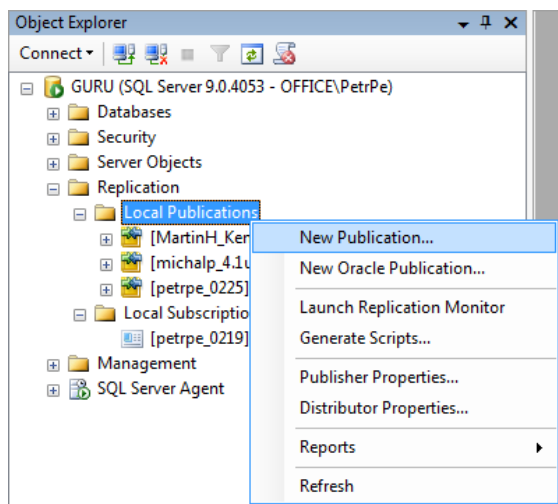 Object Explorer
Connect
GURU (SQL Server 9.0.4053 - OFFICE\PetrPe)
Databases
Security
Server Objects
Replication
Local Publications
[MartinH_Ker
[michalp_4.1u
[petrpe_0225]
Local Subscriptio
[petrpe_0219]
Management
SQL Server Agent
New Publication...
New Oracle Publication...
Launch Replication Monitor
Generate Scripts...
Publisher Properties...
Distributor Properties...
Reports
Refresh